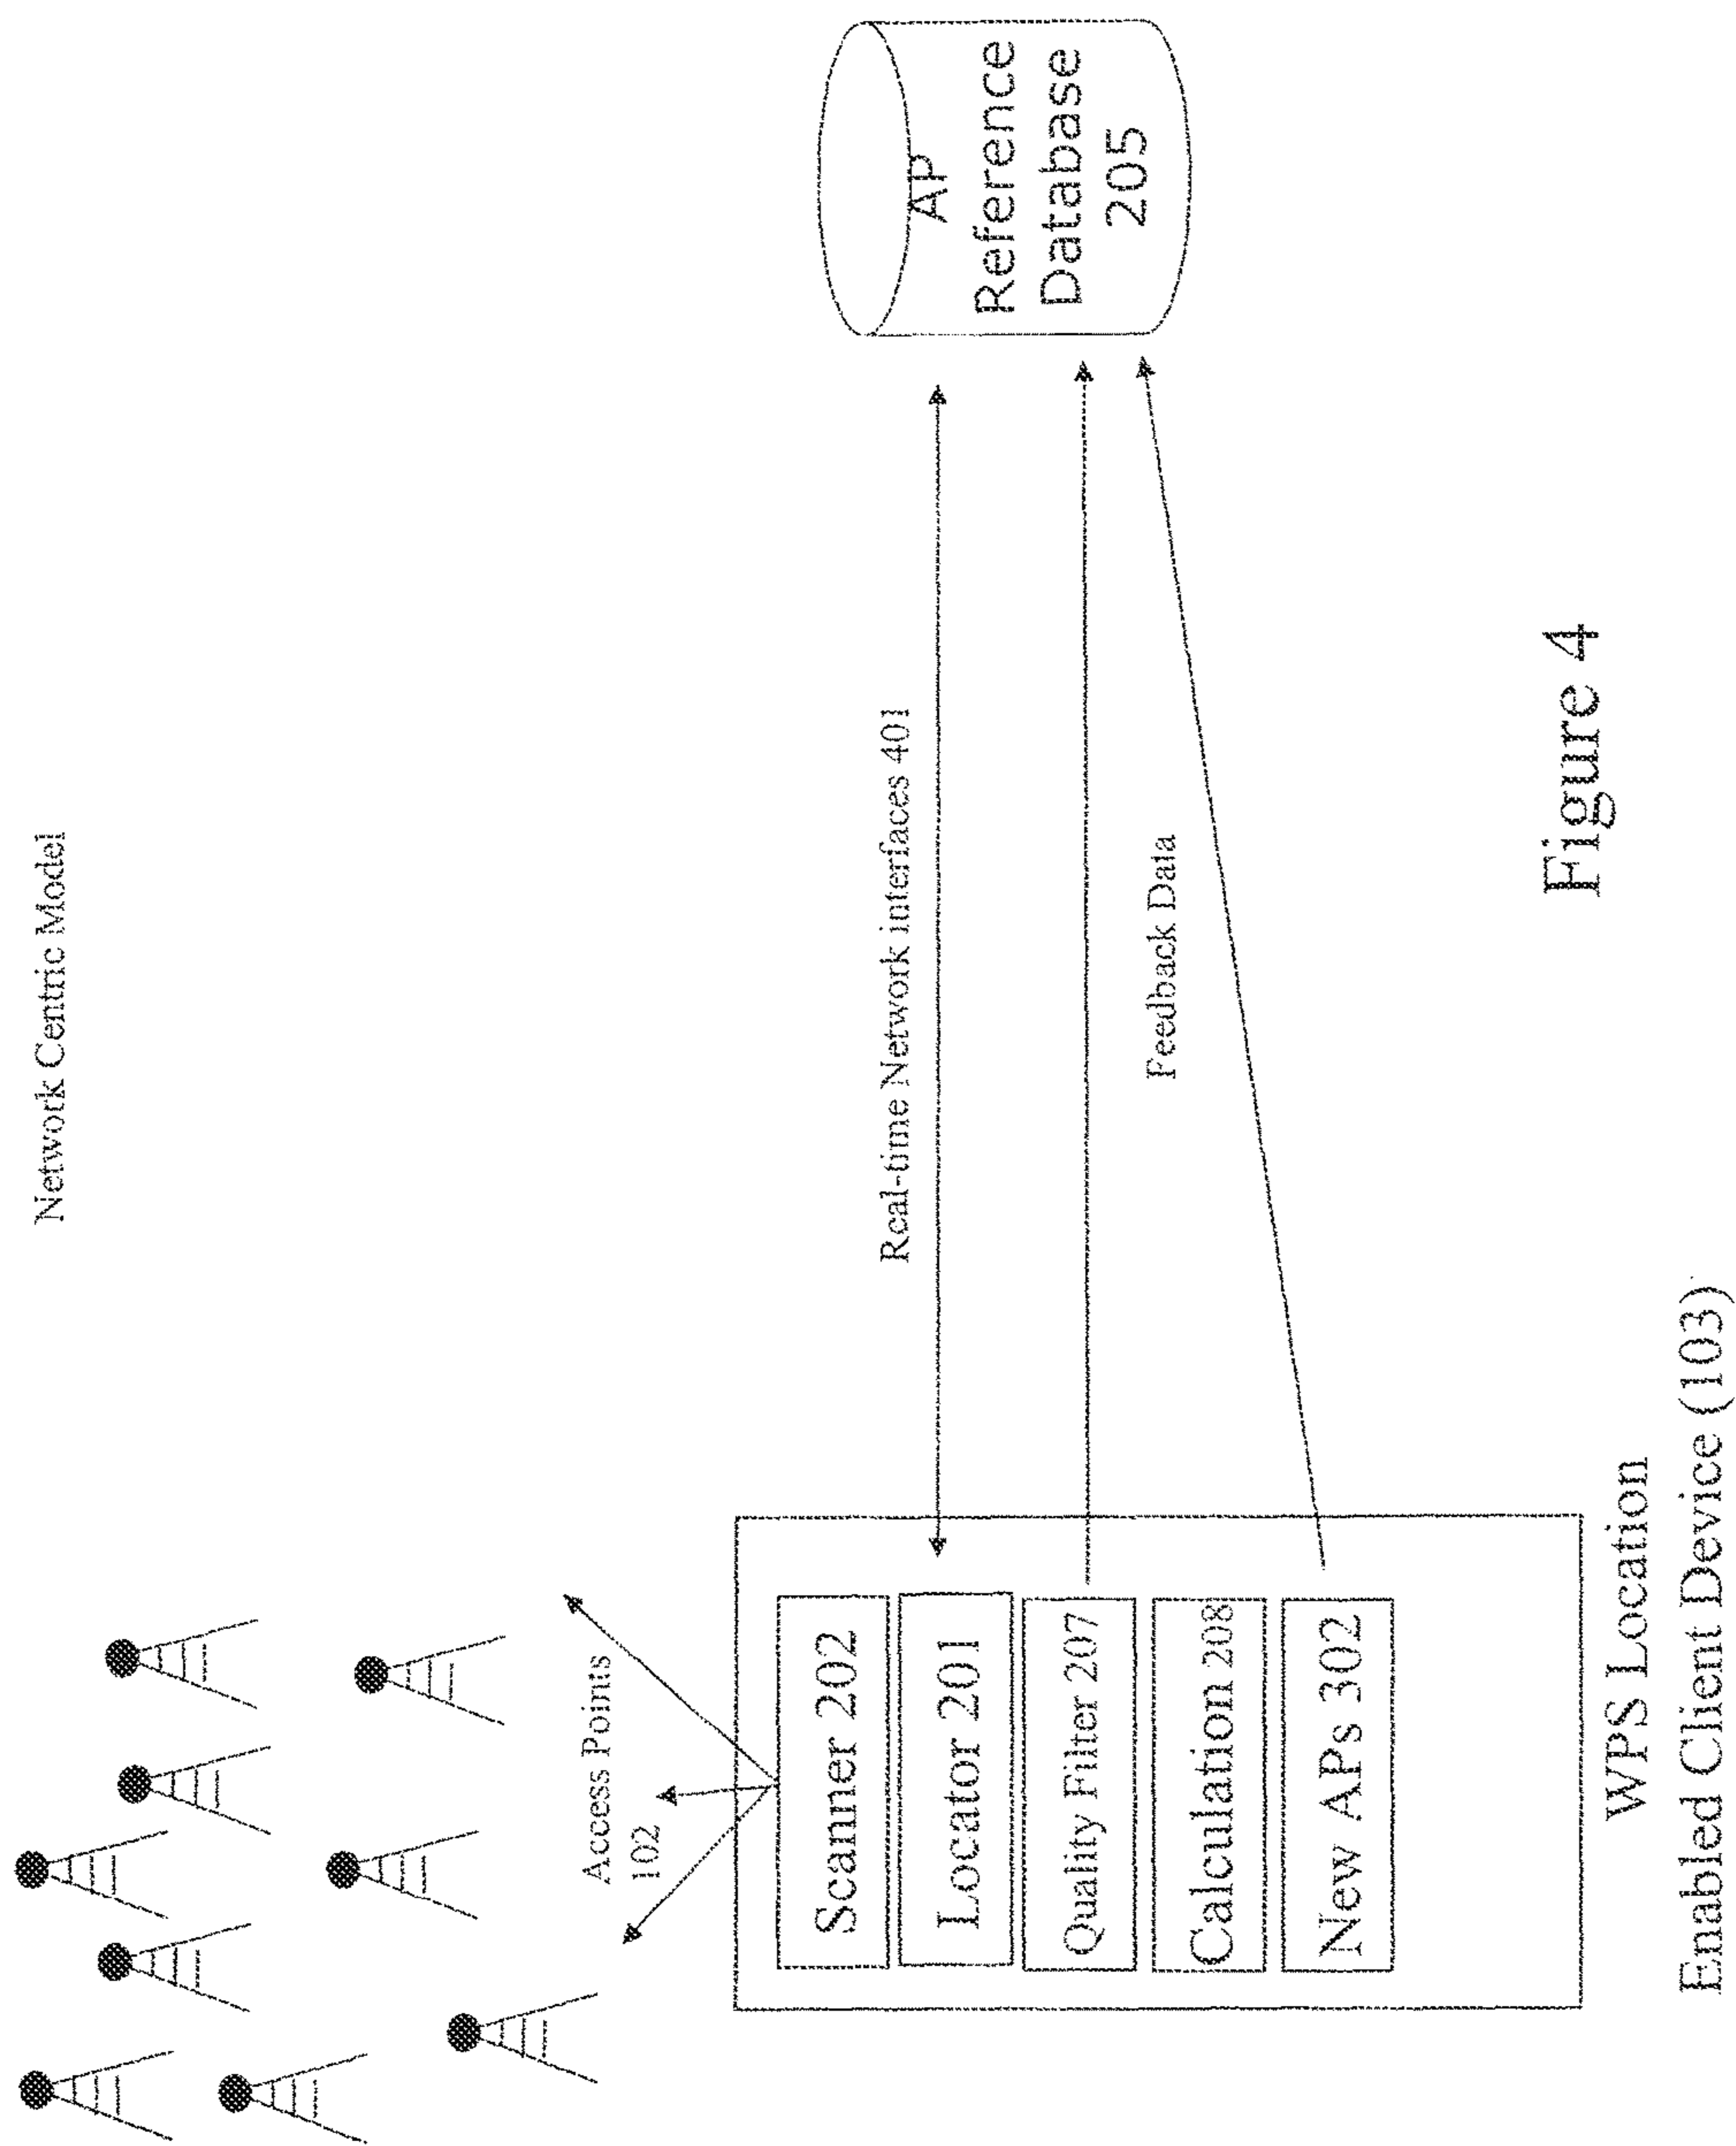 Network Centric Model
Access Points
102
Real-time Network interfaces 401
Scanner 202
Locator 201
Quality Filter 207
Calculation 208
New APs 302
Feedback Data
AP
Reference
Database
205
WPS Location
Enabled Client Device (103)
Figure 4